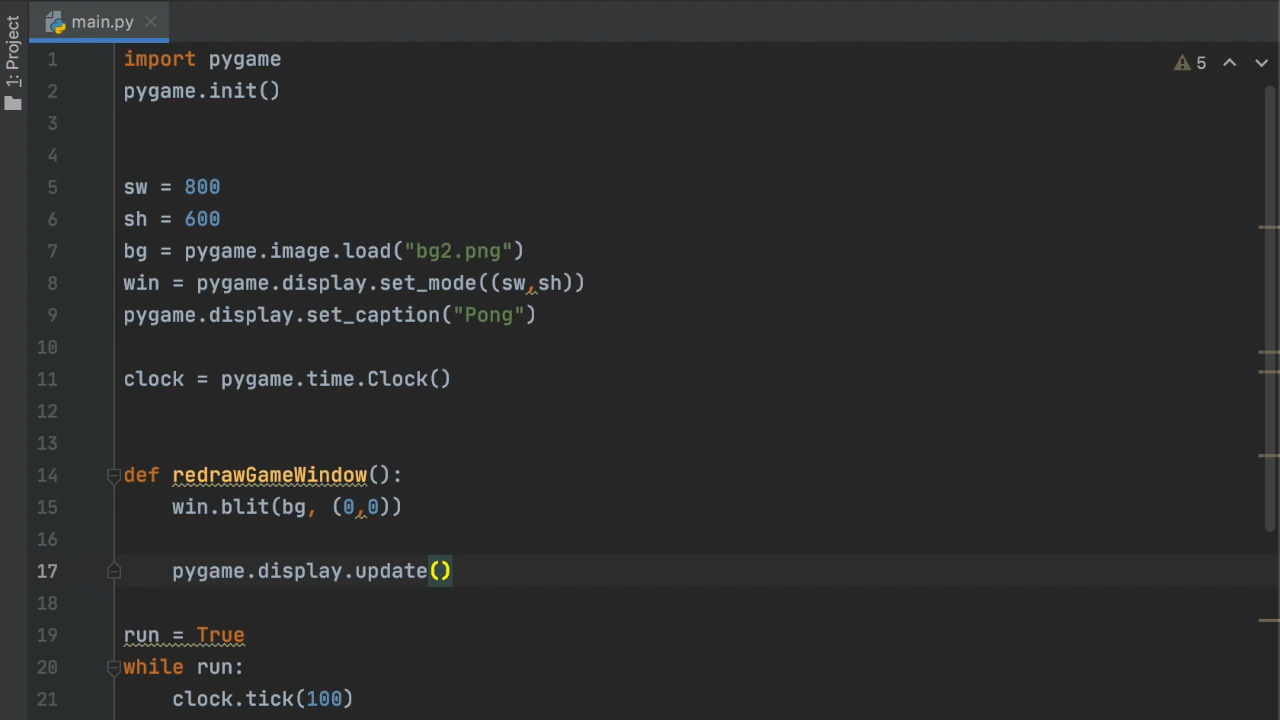 main.py
1: Project
5
1 import pygame
2 pygame.init()
3
4
5 sw = 800
6 sh = 600
7 bg = pygame.image.load("bg2.png")
8 win = pygame.display.set_mode((sw,sh))
9 pygame.display.set_caption("Pong")
10
11 clock = pygame.time.Clock()
12
13
14 def redrawGameWindow():
15     win.blit(bg, (0,0))
16
17     pygame.display.update()
18
19 run = True
20 while run:
21     clock.tick(100)